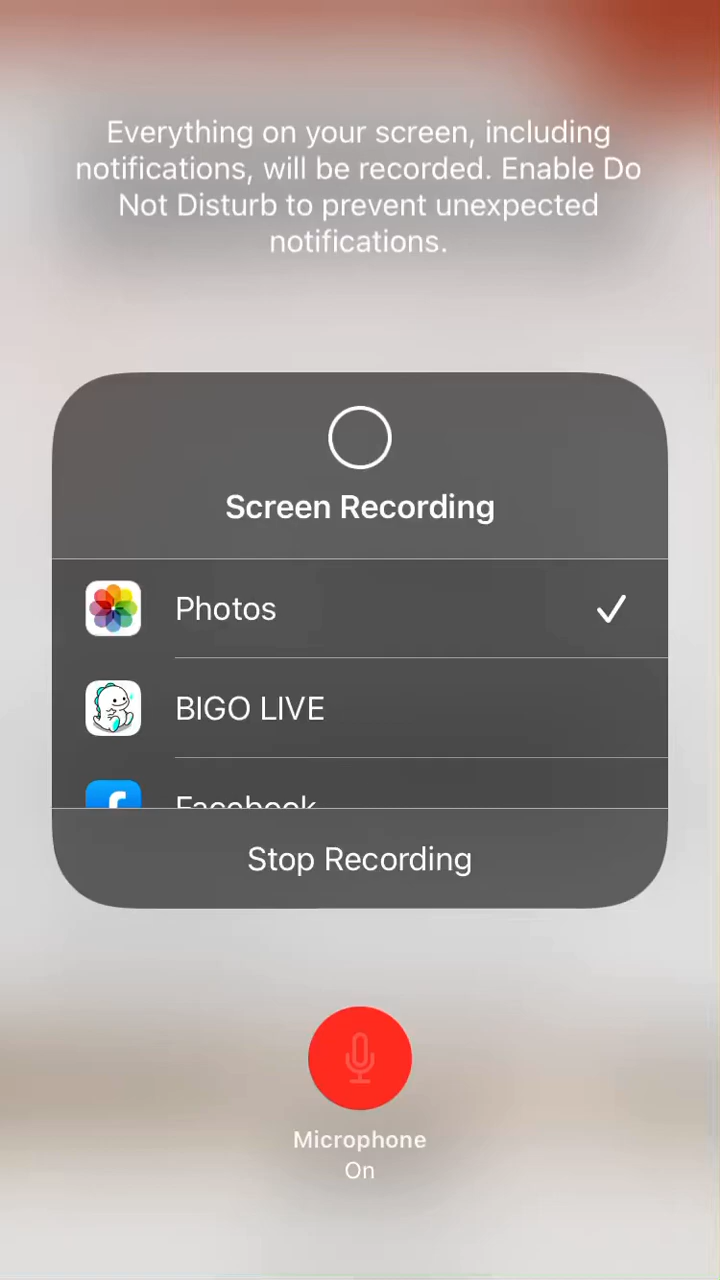 Everything on your screen, including
notifications, will be recorded. Enable Do
Not Disturb to prevent unexpected
notifications.
Screen Recording
Photos
BIGO LIVE
Facebook
Stop Recording
Microphone
On